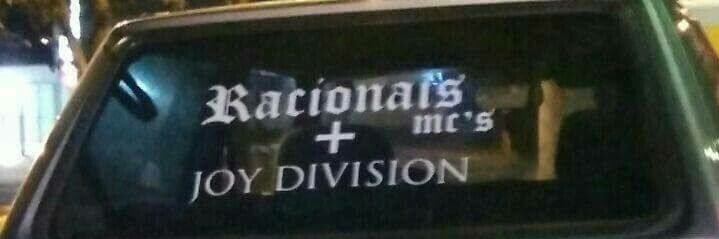 Racionais
mc's
+
JOY DIVISION